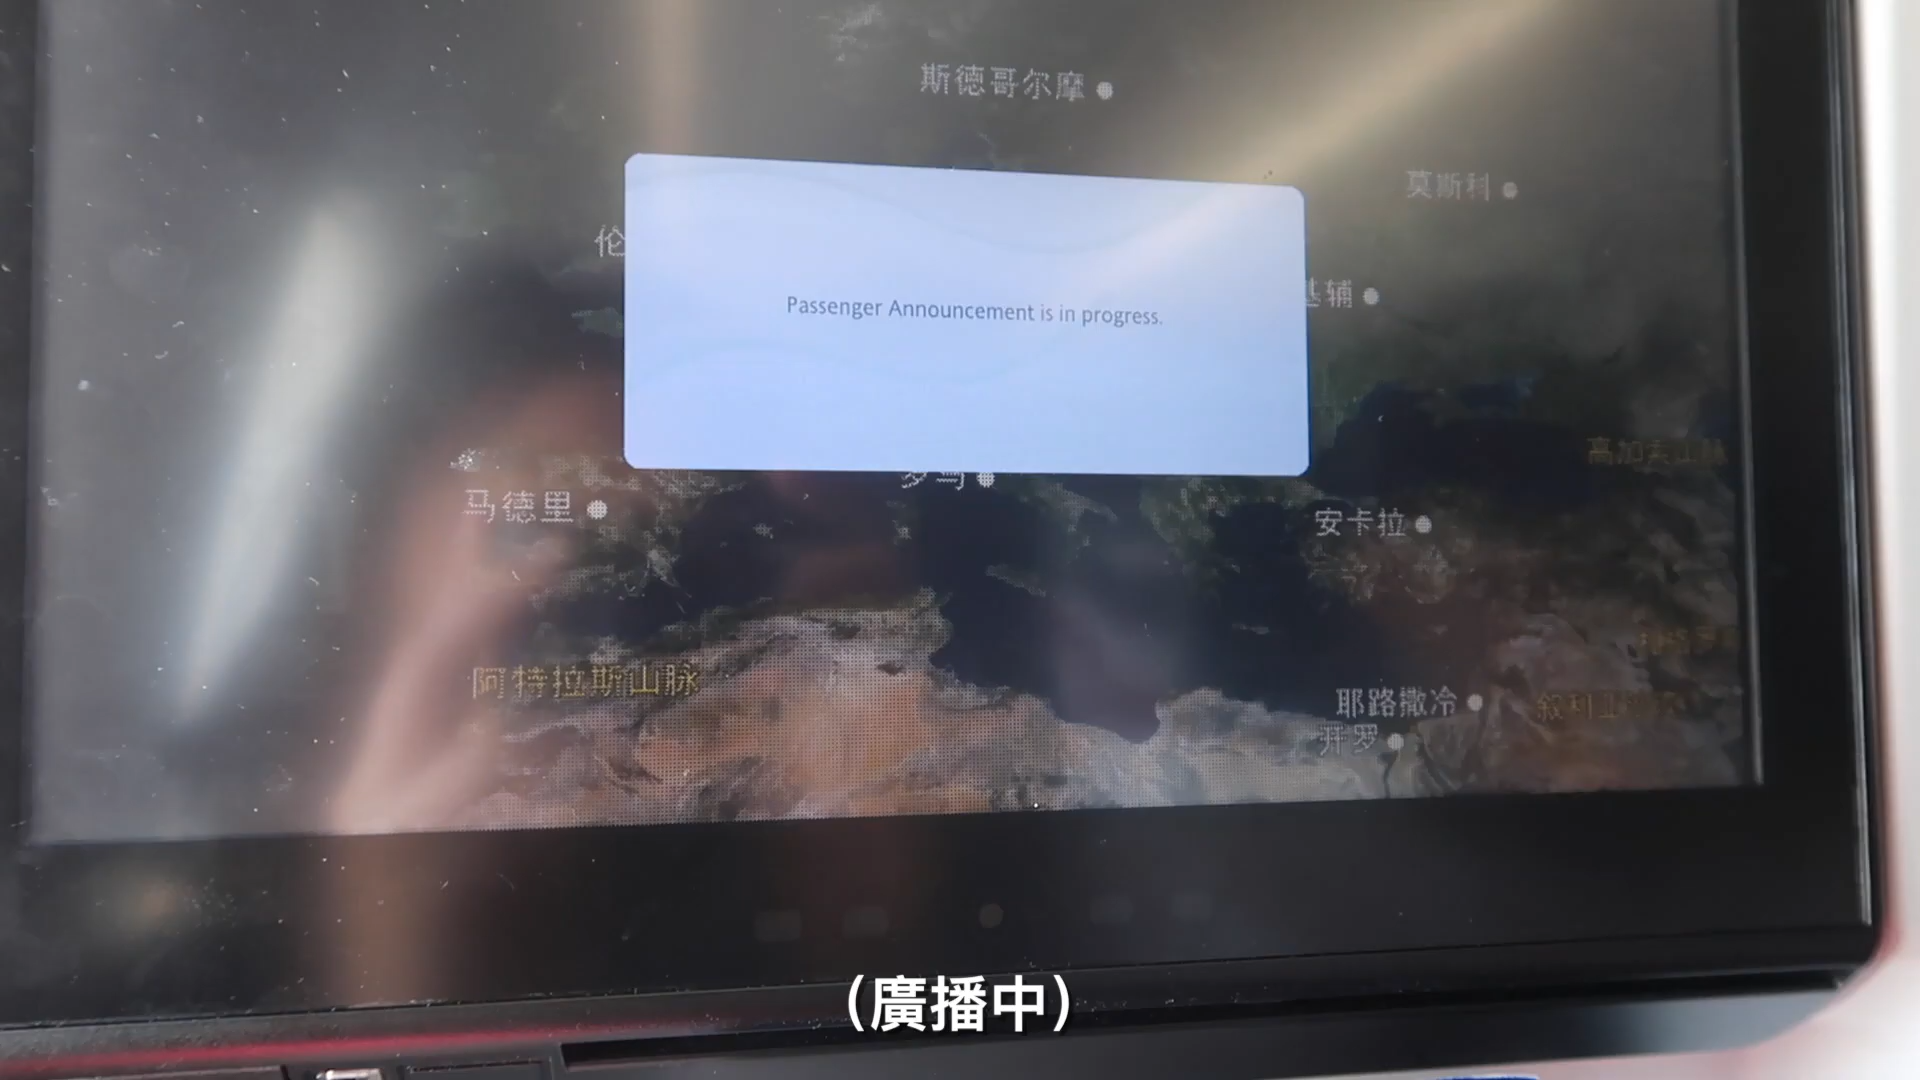 斯德哥尔摩
莫斯科
伦
基辅
Passenger Announcement is in progress.
高加索山脉
罗马
马德里
安卡拉
阿特拉斯山脉
耶路撒冷
叙利亚
开罗
(廣播中)